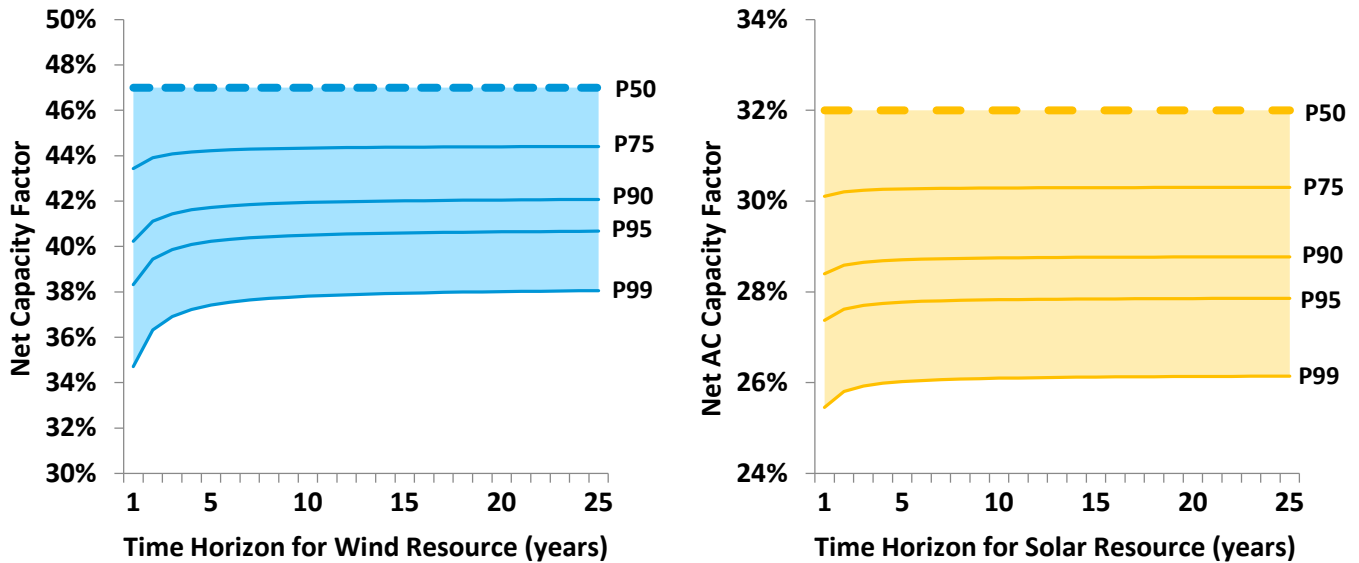 50%
48%
46%
44%
42%
40%
38%
36%
34%
32%
30%
Net Capacity Factor
P50
P75
P90
P95
P99
1 5 10 15 20 25
Time Horizon for Wind Resource (years)
34%
32%
30%
28%
26%
24%
Net AC Capacity Factor
P50
P75
P90
P95
P99
1 5 10 15 20 25
Time Horizon for Solar Resource (years)